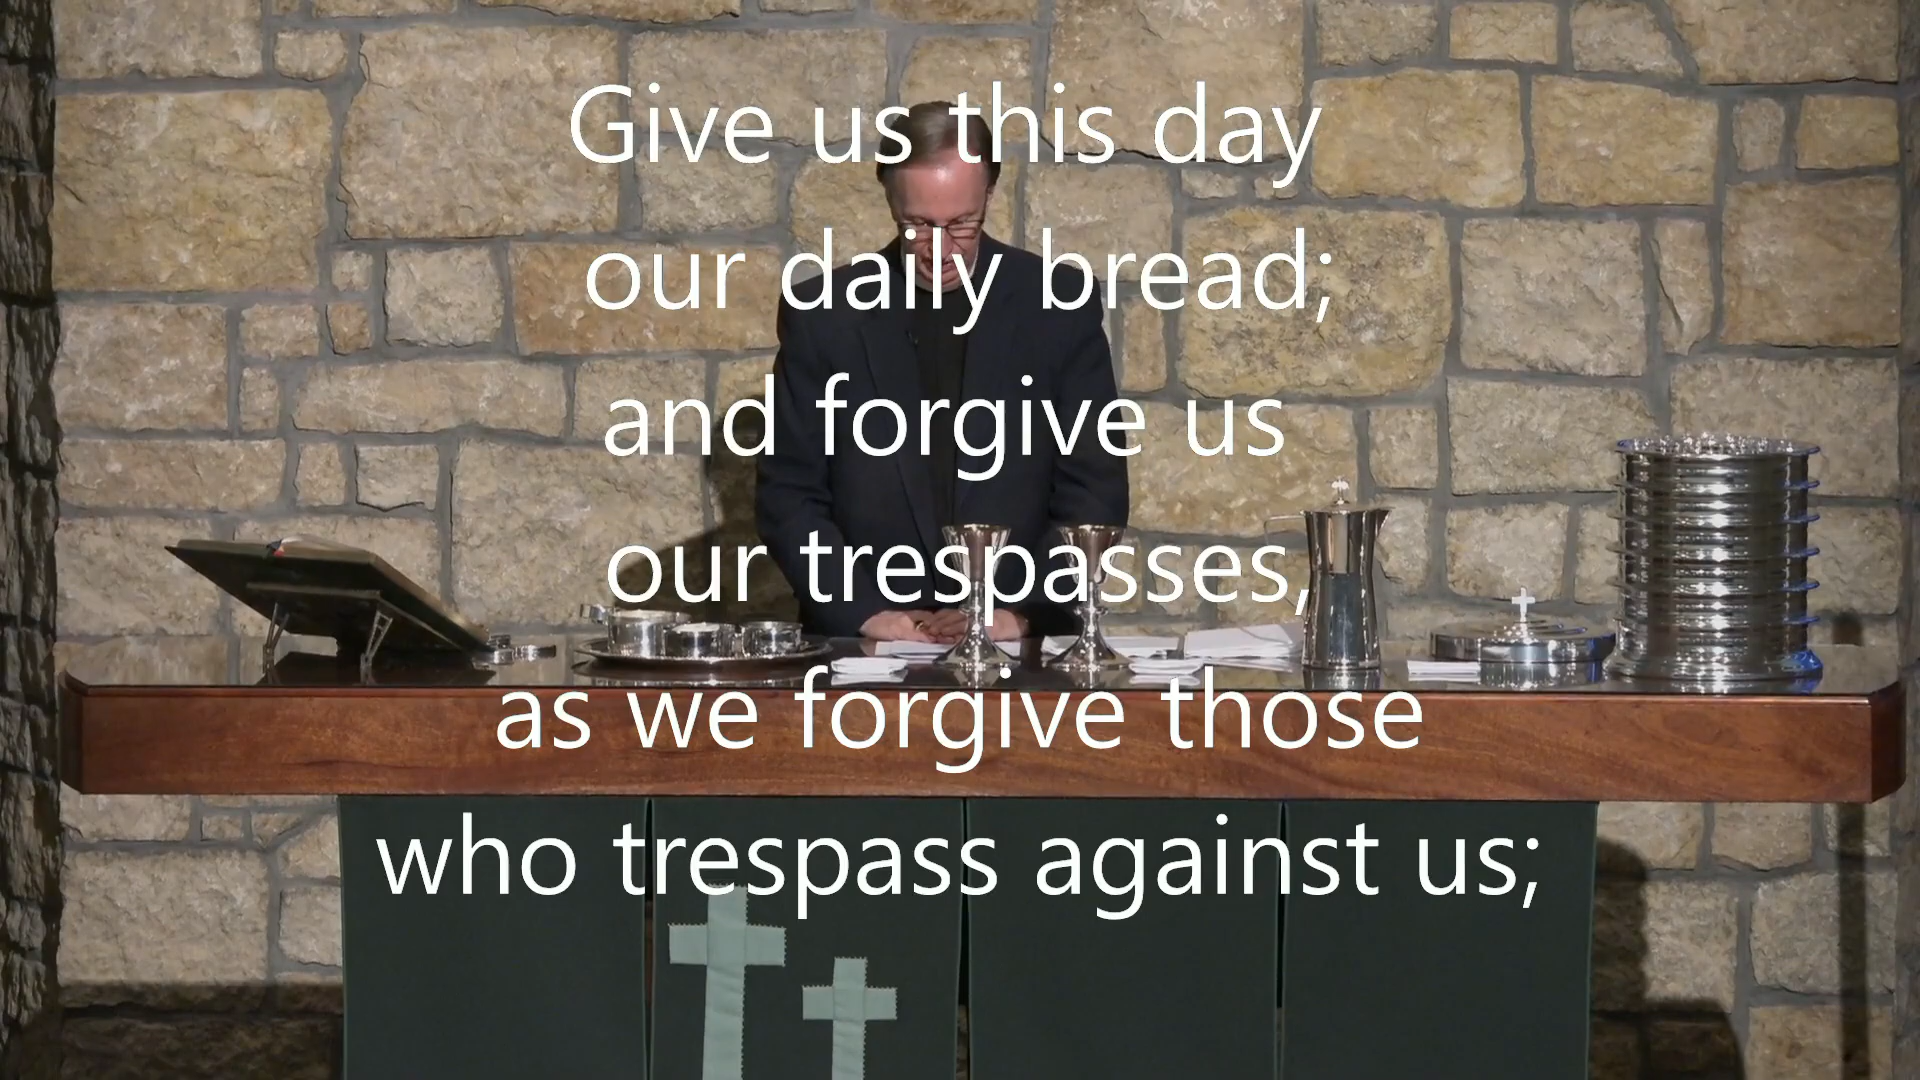 Give us this day
our daily bread;
and forgive us
our trespasses,
as we forgive those
who trespass against us;